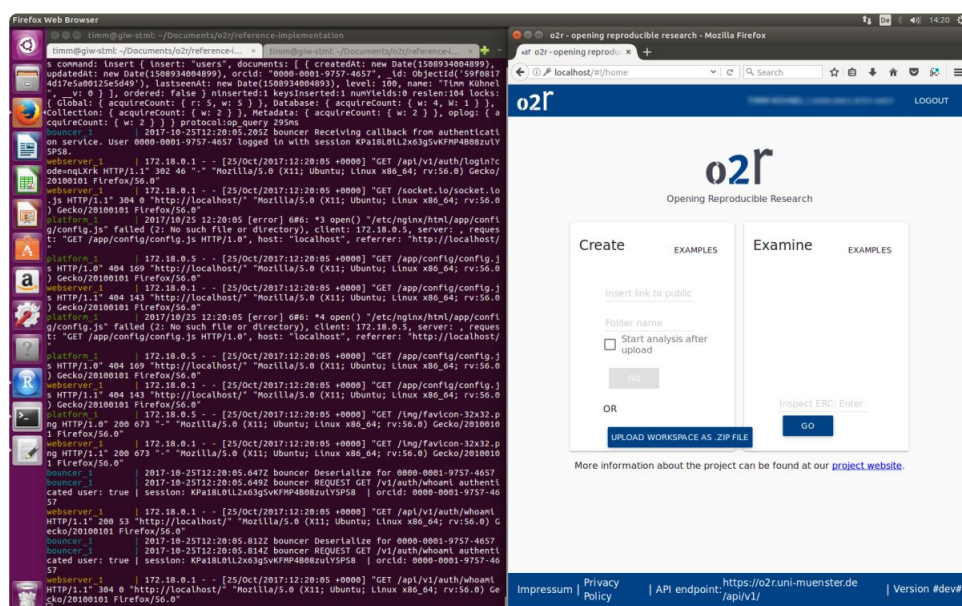 Firefox Web Browser
De
14:20
timm@giw-stml: ~/Documents/o2r/reference-implementation
timm@giw-stml: ~/Documents/o2r/reference-i... × timm@giw-stml: ~/Documents/o2r/reference-i... ×
s command: insert { insert: "users", documents: [ { createdAt: new Date(1508934004899),
updatedAt: new Date(1508934004899), orcid: "0000-0001-9757-4657", _id: ObjectId('59f0817
4d17e5a00125e5d49'), lastseenAt: new Date(1508934004899), level: 100, name: "Timm Kühnel
", __v: 0 } ], ordered: false } ninserted:1 keysInserted:1 numYields:0 reslen:104 locks:
{ Global: { acquireCount: { r: 5, w: 5 } }, Database: { acquireCount: { w: 4, W: 1 } },
Collection: { acquireCount: { w: 2 } }, Metadata: { acquireCount: { w: 2 } }, oplog: { a
cquireCount: { w: 2 } } } protocol:op_query 295ms
bouncer_1 | 2017-10-25T12:20:05.205Z bouncer Receiving callback from authenticati
on service. User 0000-0001-9757-4657 logged in with session KPa18L0iL2x63gSvKFMP4B08zuiY
SPS8.
webserver_1 | 172.18.0.1 - - [25/Oct/2017:12:20:05 +0000] "GET /api/v1/auth/login?c
ode=nqLXrk HTTP/1.1" 302 46 "-" "Mozilla/5.0 (X11; Ubuntu; Linux x86_64; rv:56.0) Gecko/
20100101 Firefox/56.0"
webserver_1 | 172.18.0.1 - - [25/Oct/2017:12:20:05 +0000] "GET /socket.io/socket.io
.js HTTP/1.1" 304 0 "http://localhost/" "Mozilla/5.0 (X11; Ubuntu; Linux x86_64; rv:56.0
) Gecko/20100101 Firefox/56.0"
platform_1 | 2017/10/25 12:20:05 [error] 6#6: *3 open() "/etc/nginx/html/app/confi
g/config.js" failed (2: No such file or directory), client: 172.18.0.5, server: , reques
t: "GET /app/config/config.js HTTP/1.0", host: "localhost", referrer: "http://localhost/
"
platform_1 | 172.18.0.5 - - [25/Oct/2017:12:20:05 +0000] "GET /app/config/config.j
s HTTP/1.0" 404 169 "http://localhost/" "Mozilla/5.0 (X11; Ubuntu; Linux x86_64; rv:56.0
) Gecko/20100101 Firefox/56.0"
webserver_1 | 172.18.0.1 - - [25/Oct/2017:12:20:05 +0000] "GET /app/config/config.j
s HTTP/1.1" 404 143 "http://localhost/" "Mozilla/5.0 (X11; Ubuntu; Linux x86_64; rv:56.0
) Gecko/20100101 Firefox/56.0"
platform_1 | 2017/10/25 12:20:05 [error] 6#6: *4 open() "/etc/nginx/html/app/confi
g/config.js" failed (2: No such file or directory), client: 172.18.0.5, server: , reques
t: "GET /app/config/config.js HTTP/1.0", host: "localhost", referrer: "http://localhost/
"
platform_1 | 172.18.0.5 - - [25/Oct/2017:12:20:05 +0000] "GET /app/config/config.j
s HTTP/1.0" 404 169 "http://localhost/" "Mozilla/5.0 (X11; Ubuntu; Linux x86_64; rv:56.0
) Gecko/20100101 Firefox/56.0"
webserver_1 | 172.18.0.1 - - [25/Oct/2017:12:20:05 +0000] "GET /app/config/config.j
s HTTP/1.1" 404 143 "http://localhost/" "Mozilla/5.0 (X11; Ubuntu; Linux x86_64; rv:56.0
) Gecko/20100101 Firefox/56.0"
platform_1 | 172.18.0.5 - - [25/Oct/2017:12:20:05 +0000] "GET /img/favicon-32x32.p
ng HTTP/1.0" 200 673 "-" "Mozilla/5.0 (X11; Ubuntu; Linux x86_64; rv:56.0) Gecko/2010010
1 Firefox/56.0"
webserver_1 | 172.18.0.1 - - [25/Oct/2017:12:20:05 +0000] "GET /img/favicon-32x32.p
ng HTTP/1.1" 200 673 "-" "Mozilla/5.0 (X11; Ubuntu; Linux x86_64; rv:56.0) Gecko/2010010
1 Firefox/56.0"
bouncer_1 | 2017-10-25T12:20:05.647Z bouncer Deserialize for 0000-0001-9757-4657
bouncer_1 | 2017-10-25T12:20:05.649Z bouncer REQUEST GET /v1/auth/whoami authenti
cated user: true | session: KPa18L0iL2x63gSvKFMP4B08zuiYSPS8 | orcid: 0000-0001-9757-46
57
webserver_1 | 172.18.0.1 - - [25/Oct/2017:12:20:05 +0000] "GET /api/v1/auth/whoami
HTTP/1.1" 200 53 "http://localhost/" "Mozilla/5.0 (X11; Ubuntu; Linux x86_64; rv:56.0) G
ecko/20100101 Firefox/56.0"
bouncer_1 | 2017-10-25T12:20:05.812Z bouncer Deserialize for 0000-0001-9757-4657
bouncer_1 | 2017-10-25T12:20:05.814Z bouncer REQUEST GET /v1/auth/whoami authenti
cated user: true | session: KPa18L0iL2x63gSvKFMP4B08zuiYSPS8 | orcid: 0000-0001-9757-46
57
webserver_1 | 172.18.0.1 - - [25/Oct/2017:12:20:05 +0000] "GET /api/v1/auth/whoami
HTTP/1.1" 304 0 "http://localhost/" "Mozilla/5.0 (X11; Ubuntu; Linux x86_64; rv:56.0) Ge
cko/20100101 Firefox/56.0"
o2r - opening reproducible research - Mozilla Firefox
o2r - opening reprodu ×
localhost/#!/home
Search
o2r
LOGOUT
o2r
Opening Reproducible Research
Create
EXAMPLES
Insert link to public
Folder name
Start analysis after
upload
GO
OR
UPLOAD WORKSPACE AS .ZIP FILE
Examine
EXAMPLES
Inspect ERC: Enter
GO
More information about the project can be found at our project website.
Impressum | Privacy Policy | API endpoint: https://o2r.uni-muenster.de/api/v1/ | Version #dev#